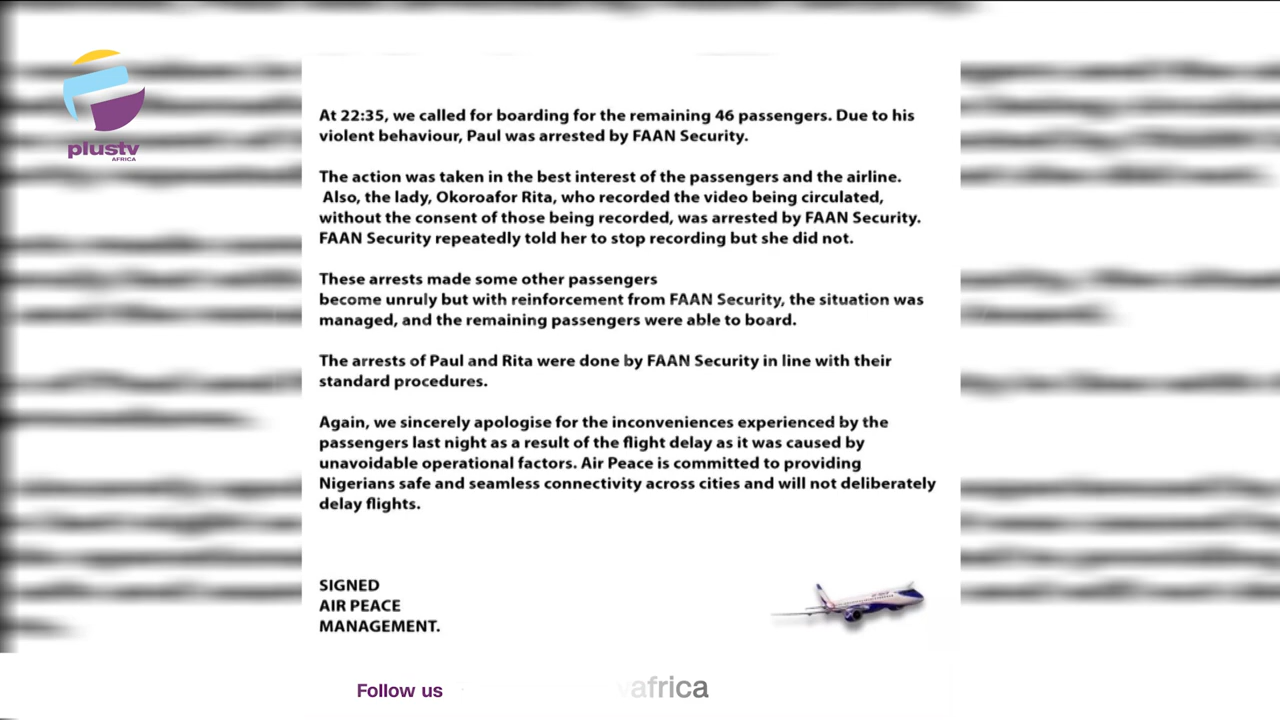 plustv
AFRICA
At 22:35, we called for boarding for the remaining 46 passengers. Due to his
violent behaviour, Paul was arrested by FAAN Security.
The action was taken in the best interest of the passengers and the airline.
Also, the lady, Okoroafor Rita, who recorded the video being circulated,
without the consent of those being recorded, was arrested by FAAN Security.
FAAN Security repeatedly told her to stop recording but she did not.
These arrests made some other passengers
become unruly but with reinforcement from FAAN Security, the situation was
managed, and the remaining passengers were able to board.
The arrests of Paul and Rita were done by FAAN Security in line with their
standard procedures.
Again, we sincerely apologise for the inconveniences experienced by the
passengers last night as a result of the flight delay as it was caused by
unavoidable operational factors. Air Peace is committed to providing
Nigerians safe and seamless connectivity across cities and will not deliberately
delay flights.
SIGNED
AIR PEACE
MANAGEMENT.
Follow us
africa